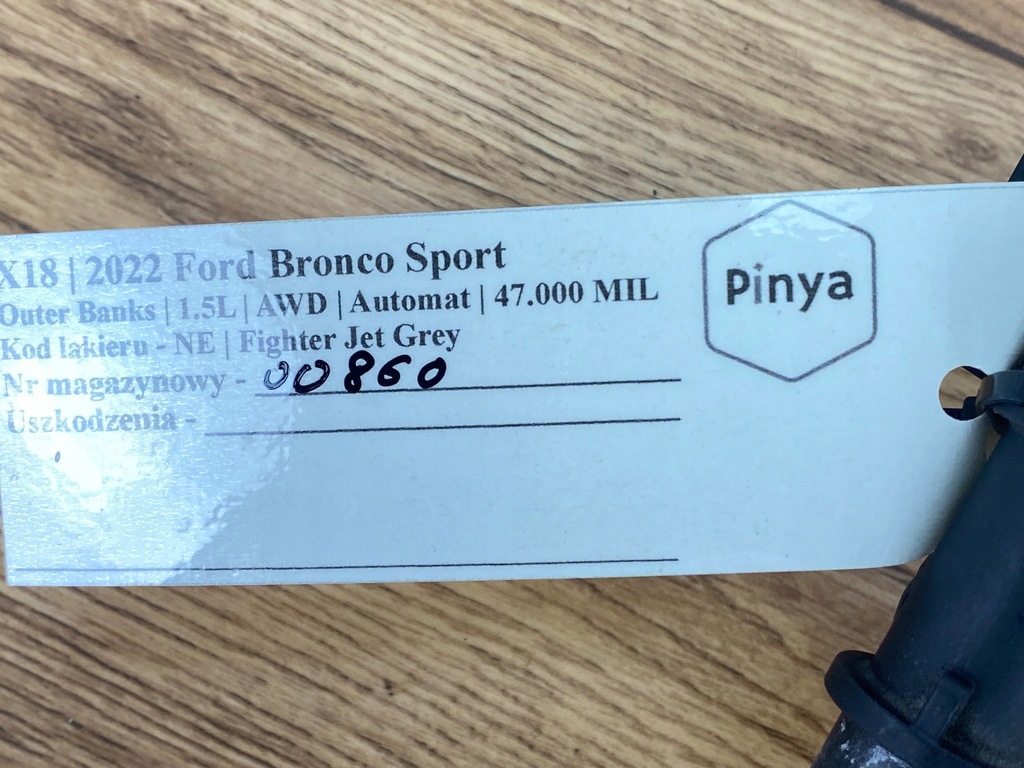 X18 | 2022 Ford Bronco Sport
Outer Banks | 1.5L | AWD | Automat | 47.000 MIL
Kod lakieru - NE | Fighter Jet Grey
Nr magazynowy - 00860
Uszkodzenia -
Pinya